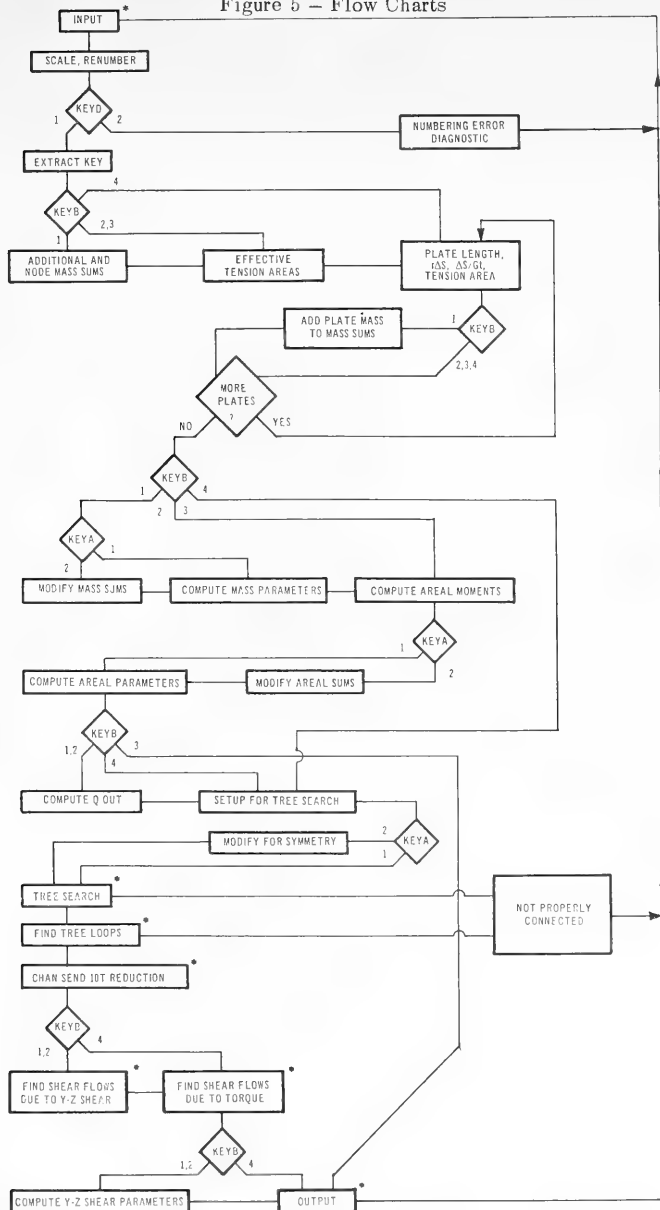 Figure 5 – Flow Charts
INPUT *
SCALE, RENUMBER
KEYD
1
2
NUMBERING ERROR
DIAGNOSTIC
EXTRACT KEY
4
KEYB
2,3
1
ADDITIONAL AND
NODE MASS SUMS
EFFECTIVE
TENSION AREAS
PLATE LENGTH,
ΔS, ΔS/Gt,
TENSION AREA
ADD PLATE MASS
TO MASS SUMS
1
KEYB
2,3,4
MORE
PLATES
?
NO
YES
KEYB
1
2
3
4
KEYA
1
2
MODIFY MASS SUMS
COMPUTE MASS PARAMETERS
COMPUTE AREAL MOMENTS
KEYA
1
2
COMPUTE AREAL PARAMETERS
MODIFY AREAL SUMS
KEYB
1,2
4
3
COMPUTE Q OUT
SETUP FOR TREE SEARCH
MODIFY FOR SYMMETRY
2
1
KEYA
TREE SEARCH *
NOT PROPERLY
CONNECTED
FIND TREE LOOPS *
CHAN SEND 10T REDUCTION *
KEYB
1,2
4
FIND SHEAR FLOWS
DUE TO Y-Z SHEAR *
FIND SHEAR FLOWS
DUE TO TORQUE *
KEYB
1,2
4
COMPUTE Y-Z SHEAR PARAMETERS
OUTPUT *